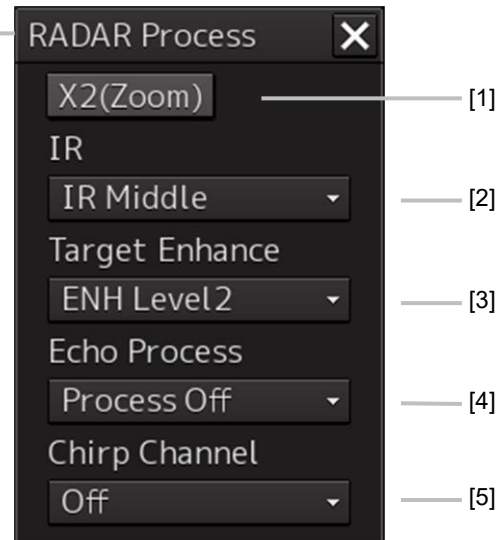 RADAR Process
X2(Zoom)
[1]
IR
IR Middle
[2]
Target Enhance
ENH Level2
[3]
Echo Process
Process Off
[4]
Chirp Channel
Off
[5]